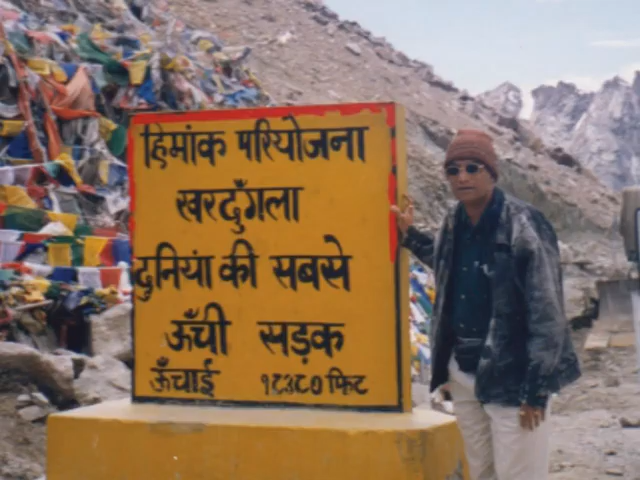 हिमांक परियोजना
खरदुँगला
दुनियां की सबसे
ऊँची सड़क
ऊँचाई १८३८० फिट